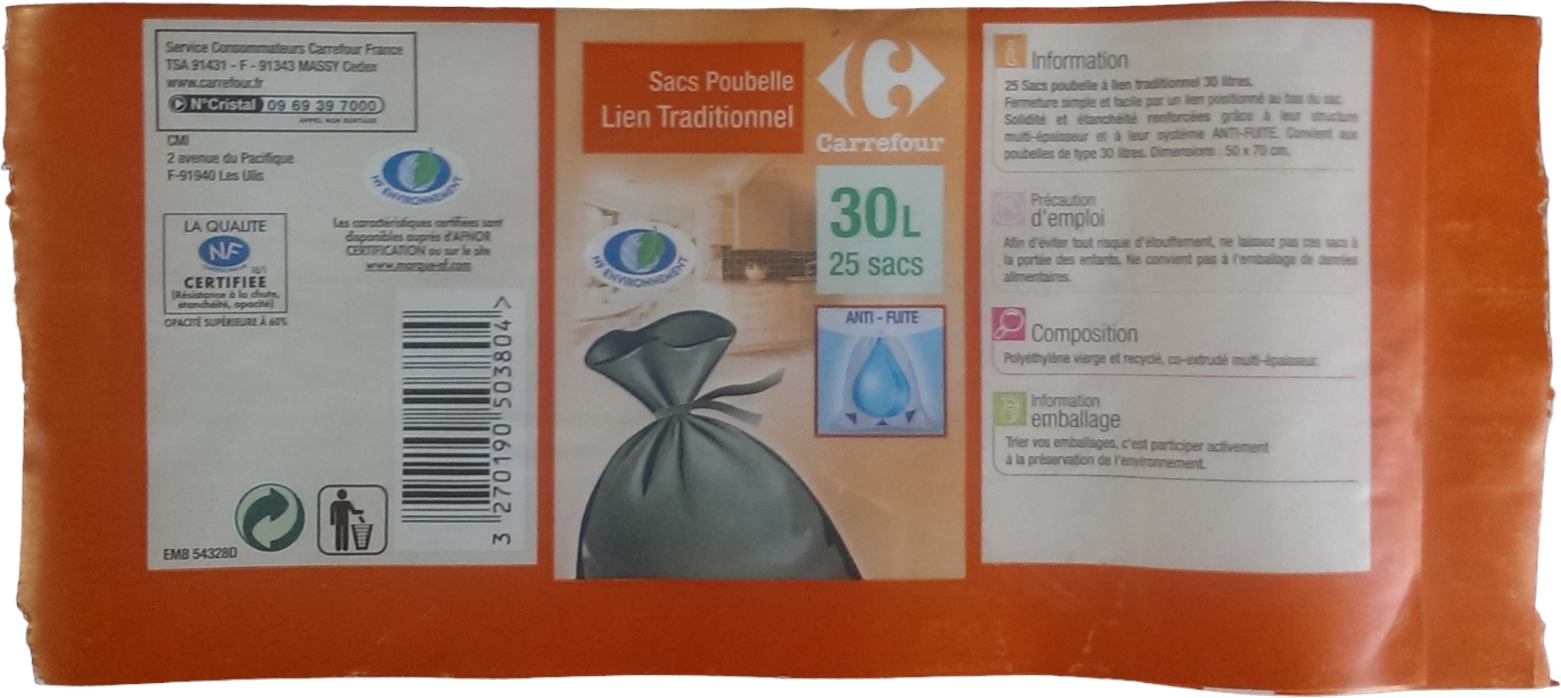 Service Consommateurs Carrefour France
TSA 91431 - F - 91343 MASSY Cedex
www.carrefour.fr
N°Cristal 09 69 39 7000
APPEL NON SURTAXE
CMI
2 avenue du Pacifique
F-91940 Les Ulis
NF ENVIRONNEMENT
LA QUALITE
NF
10/1
CERTIFIEE
(Résistance à la chute,
étanchéité, opacité)
OPACITÉ SUPÉRIEURE À 60%
Les caractéristiques certifiées sont
disponibles auprès d'AFNOR
CERTIFICATION ou sur le site
www.marque-nf.com
3 270190 503804 >
EMB 54328D
Sacs Poubelle
Lien Traditionnel
Carrefour
30L
25 sacs
NF ENVIRONNEMENT
ANTI - FUITE
Information
25 Sacs poubelle à lien traditionnel 30 litres.
Fermeture simple et facile par un lien positionné au bas du sac.
Solidité et étanchéité renforcées grâce à leur structure
multi-épaisseur et à leur système ANTI-FUITE. Convient aux
poubelles de type 30 litres. Dimensions : 50 x 70 cm.
Précaution
d'emploi
Afin d'éviter tout risque d'étouffement, ne laissez pas ces sacs à
la portée des enfants. Ne convient pas à l'emballage de denrées
alimentaires.
Composition
Polyéthylène vierge et recyclé, co-extrudé multi-épaisseur.
Information
emballage
Trier vos emballages, c'est participer activement
à la préservation de l'environnement.